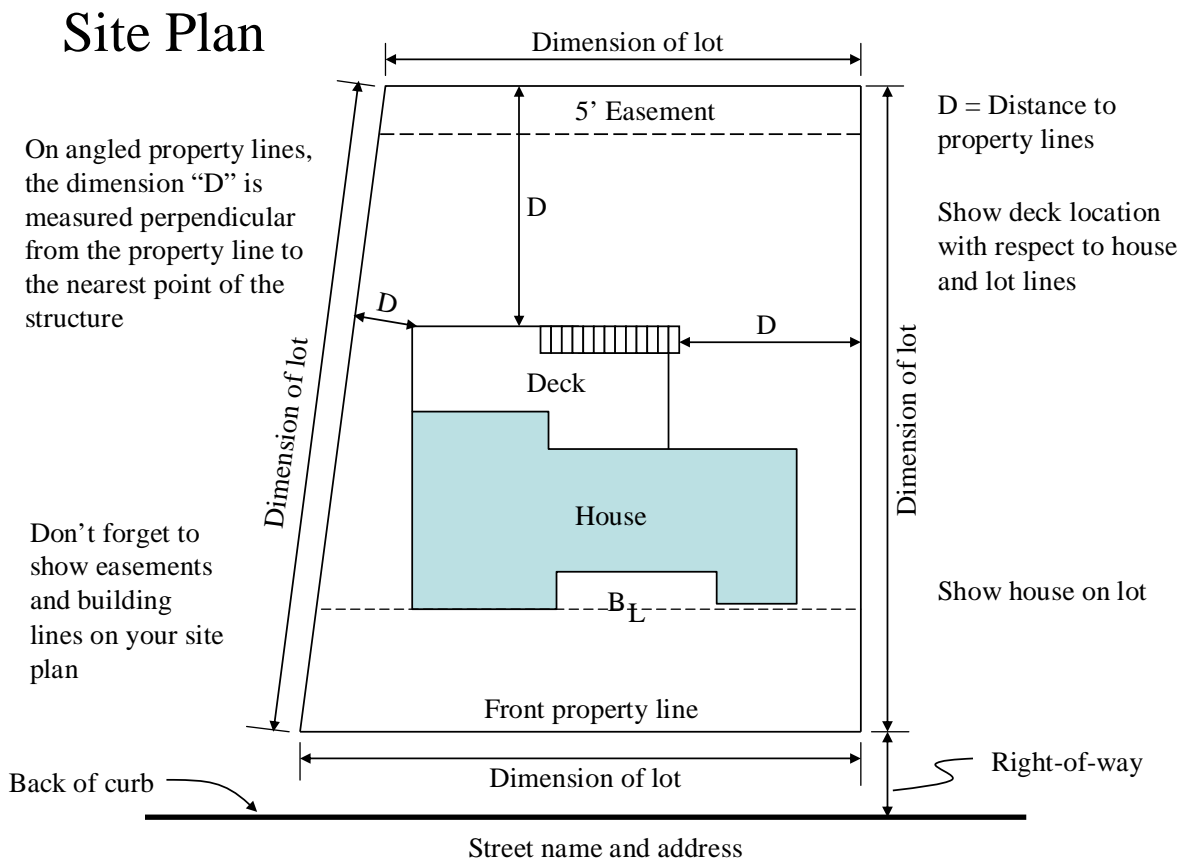 Site Plan
Dimension of lot
5’ Easement
D = Distance to
property lines
On angled property lines,
the dimension “D” is
measured perpendicular
from the property line to
the nearest point of the
structure
D
Show deck location
with respect to house
and lot lines
D
D
Dimension of lot
Dimension of lot
Deck
House
Don’t forget to
show easements
and building
lines on your site
plan
Show house on lot
BL
Front property line
Right-of-way
Dimension of lot
Back of curb
Street name and address